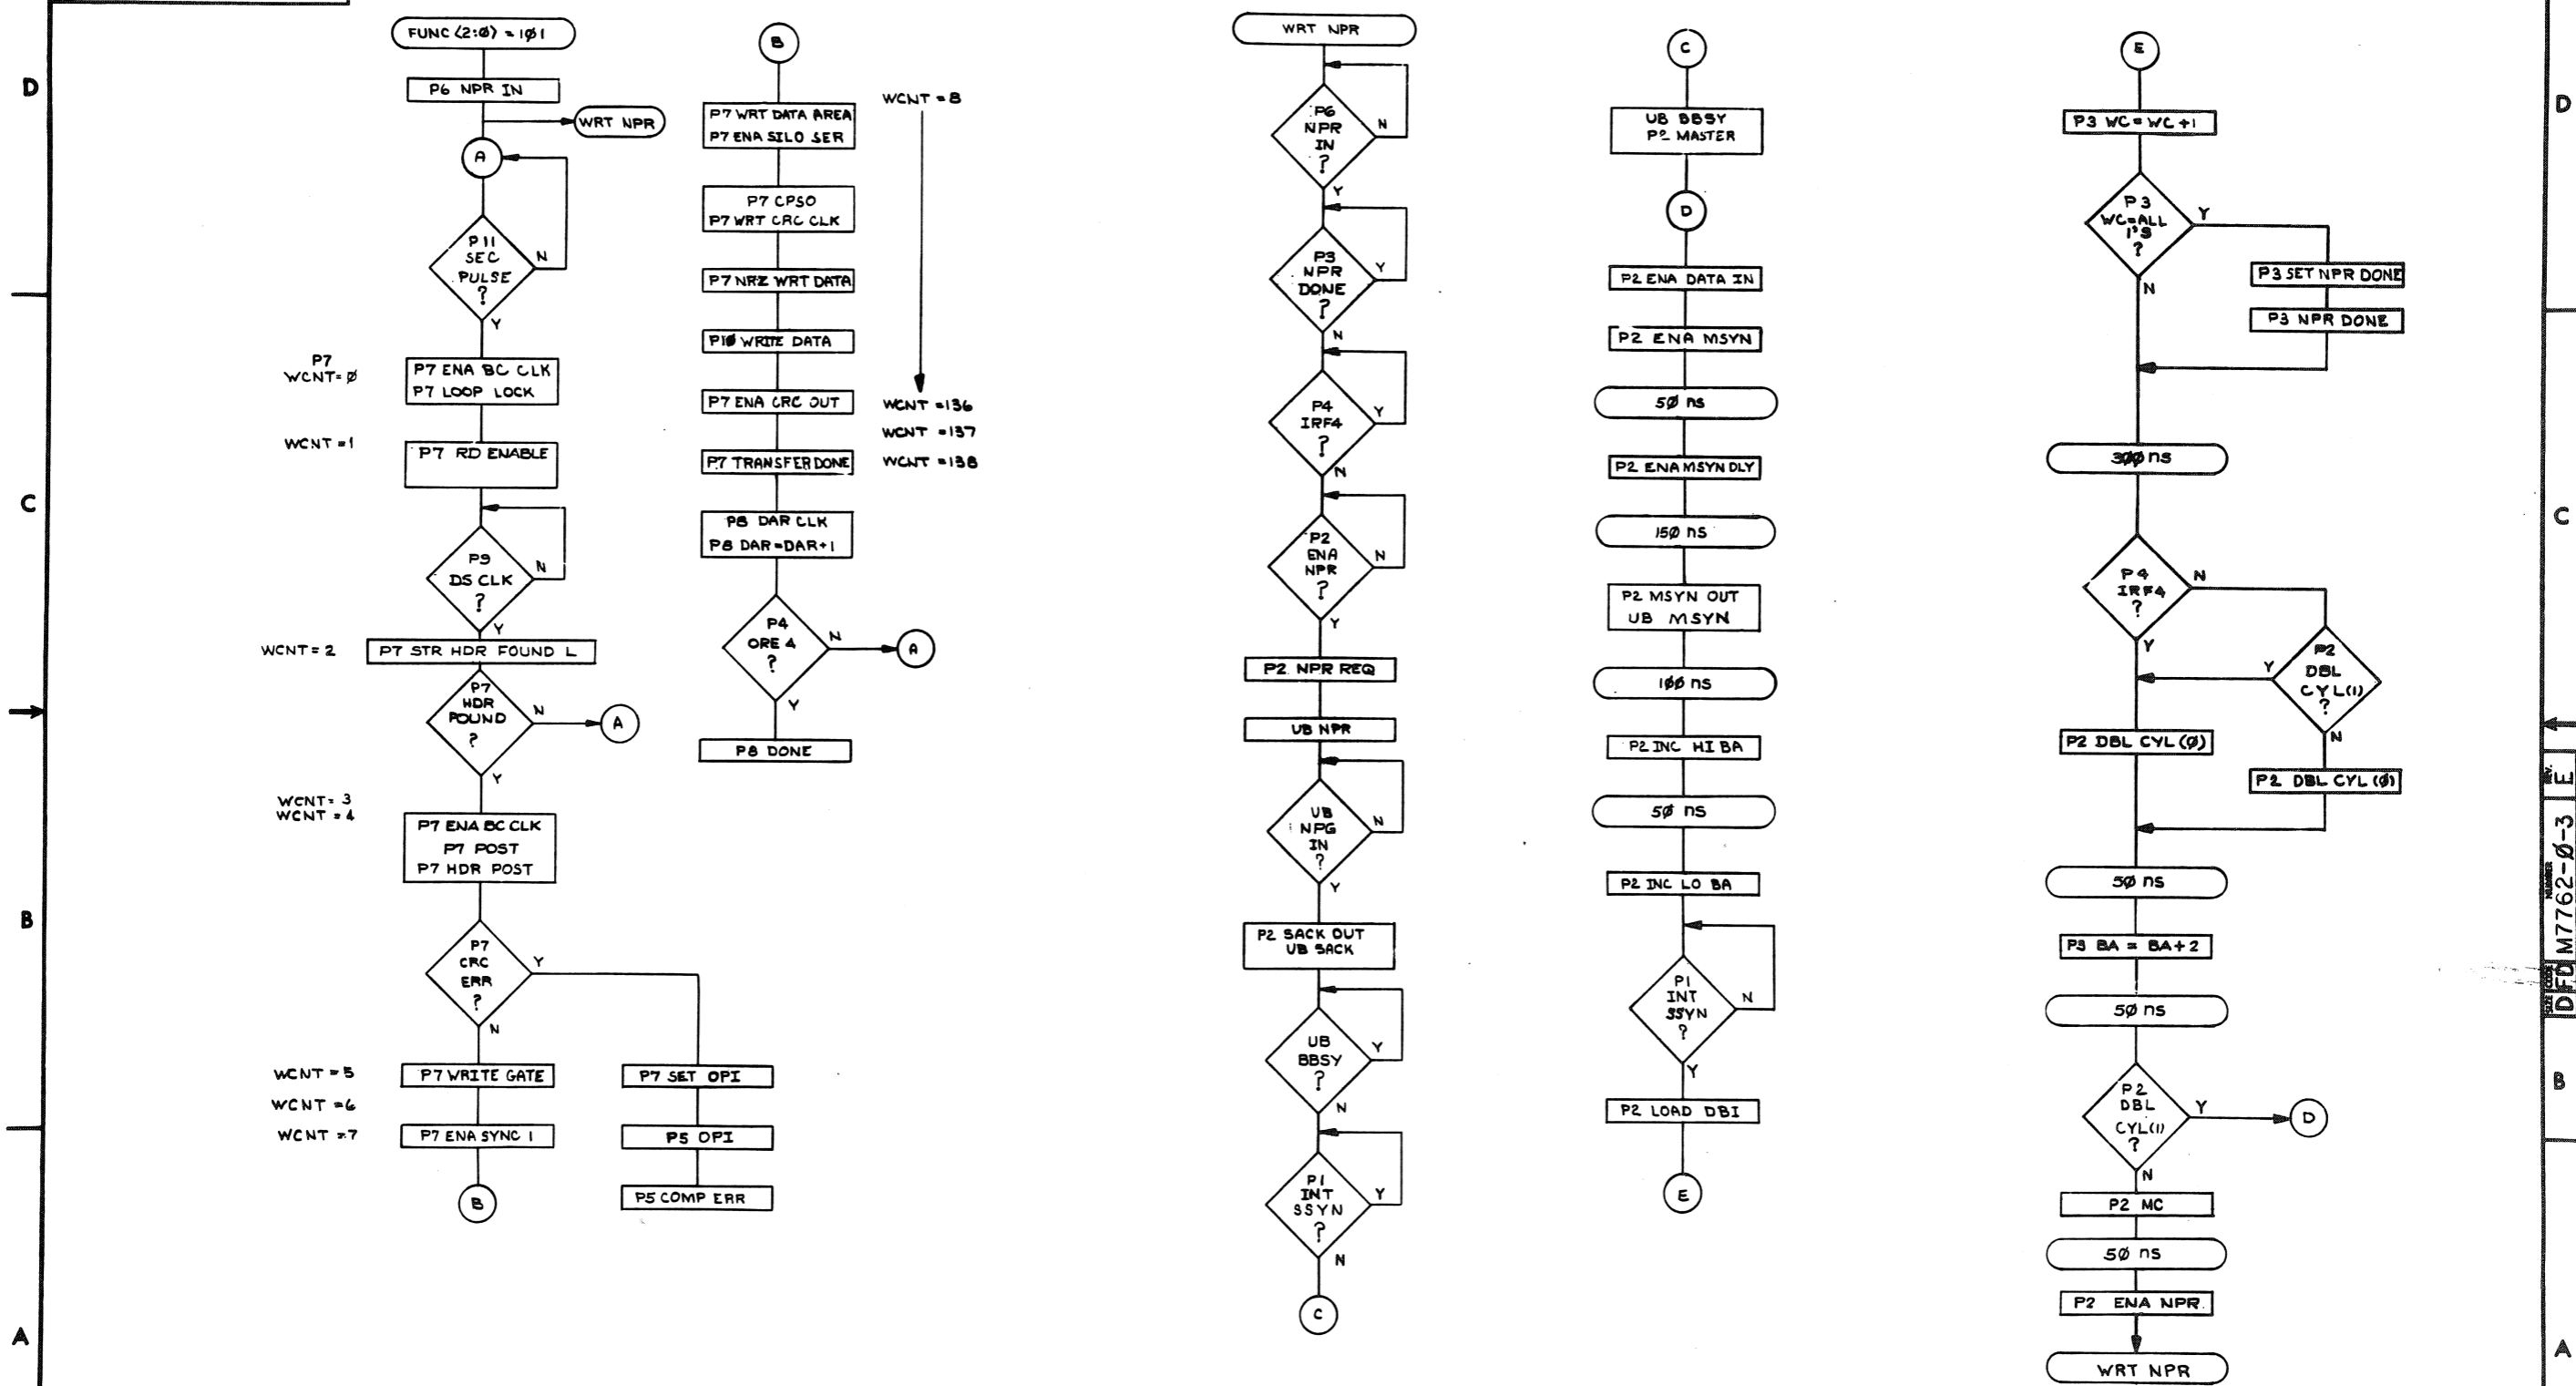 FUNC ⟨2:Ø⟩ = 1Ø1
P6 NPR IN
WRT NPR
A
P11
SEC
PULSE
?
N
Y
P7
WCNT=Ø
P7 ENA BC CLK
P7 LOOP LOCK
WCNT=1
P7 RD ENABLE
P9
DS CLK
?
N
Y
WCNT=2
P7 STR HDR FOUND L
P7
HDR
FOUND
?
N
A
Y
WCNT=3
WCNT=4
P7 ENA BC CLK
P7 POST
P7 HDR POST
P7
CRC
ERR
?
Y
N
WCNT=5
P7 WRITE GATE
WCNT=6
WCNT=7
P7 ENA SYNC 1
B
P7 SET OPI
P5 OPI
P5 COMP ERR
B
P7 WRT DATA AREA
P7 ENA SILO SER
WCNT=8
P7 CPSO
P7 WRT CRC CLK
P7 NRZ WRT DATA
P1Ø WRITE DATA
P7 ENA CRC OUT
WCNT=136
WCNT=137
P7 TRANSFER DONE
WCNT=138
P8 DAR CLK
P8 DAR=DAR+1
P4
ORE 4
?
N
A
Y
P8 DONE
WRT NPR
P6
NPR
IN
?
N
Y
P3
NPR
DONE
?
Y
N
P4
IRF4
?
Y
N
P2
ENA
NPR
?
N
Y
P2 NPR REQ
UB NPR
UB
NPG
IN
?
N
Y
P2 SACK OUT
UB SACK
UB
BBSY
?
Y
N
P1
INT
SSYN
?
Y
N
C
C
UB BBSY
P2 MASTER
D
P2 ENA DATA IN
P2 ENA MSYN
5Ø ns
P2 ENA MSYN DLY
15Ø ns
P2 MSYN OUT
UB MSYN
1ØØ ns
P2 INC HI BA
5Ø ns
P2 INC LO BA
P1
INT
SSYN
?
N
Y
P2 LOAD DBI
E
E
P3 WC=WC+1
P3
WC=ALL
1'S
?
Y
N
P3 SET NPR DONE
P3 NPR DONE
3ØØ ns
P4
IRF4
?
N
Y
P2
DBL
CYL(1)
?
Y
N
P2 DBL CYL (Ø)
P2 DBL CYL (Ø)
5Ø ns
P3 BA = BA+2
5Ø ns
P2
DBL
CYL(1)
?
Y
D
N
P2 MC
5Ø ns
P2 ENA NPR
WRT NPR
D
C
B
A
D
C
B
A
SIZE
D
CODE
FD
NUMBER
M7762-Ø-3
REV.
E